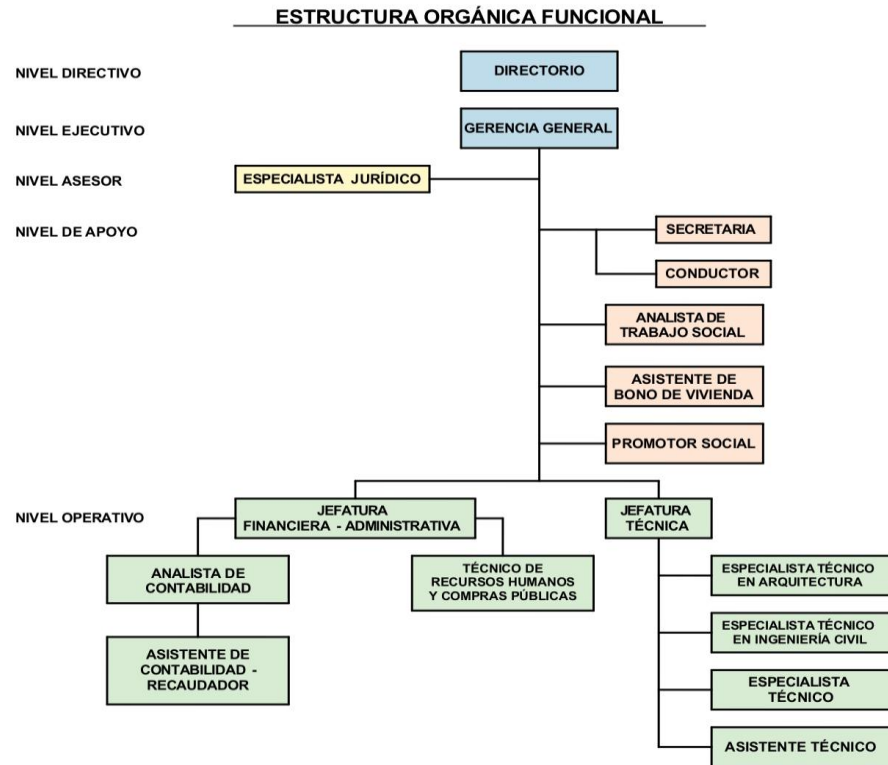 ESTRUCTURA ORGÁNICA FUNCIONAL
NIVEL DIRECTIVO
DIRECTORIO
NIVEL EJECUTIVO
GERENCIA GENERAL
NIVEL ASESOR
ESPECIALISTA JURÍDICO
NIVEL DE APOYO
SECRETARIA
CONDUCTOR
ANALISTA DE
TRABAJO SOCIAL
ASISTENTE DE
BONO DE VIVIENDA
PROMOTOR SOCIAL
NIVEL OPERATIVO
JEFATURA
FINANCIERA - ADMINISTRATIVA
JEFATURA
TÉCNICA
ANALISTA DE
CONTABILIDAD
TÉCNICO DE
RECURSOS HUMANOS
Y COMPRAS PÚBLICAS
ASISTENTE DE
CONTABILIDAD -
RECAUDADOR
ESPECIALISTA TÉCNICO
EN ARQUITECTURA
ESPECIALISTA TÉCNICO
EN INGENIERÍA CIVIL
ESPECIALISTA
TÉCNICO
ASISTENTE TÉCNICO